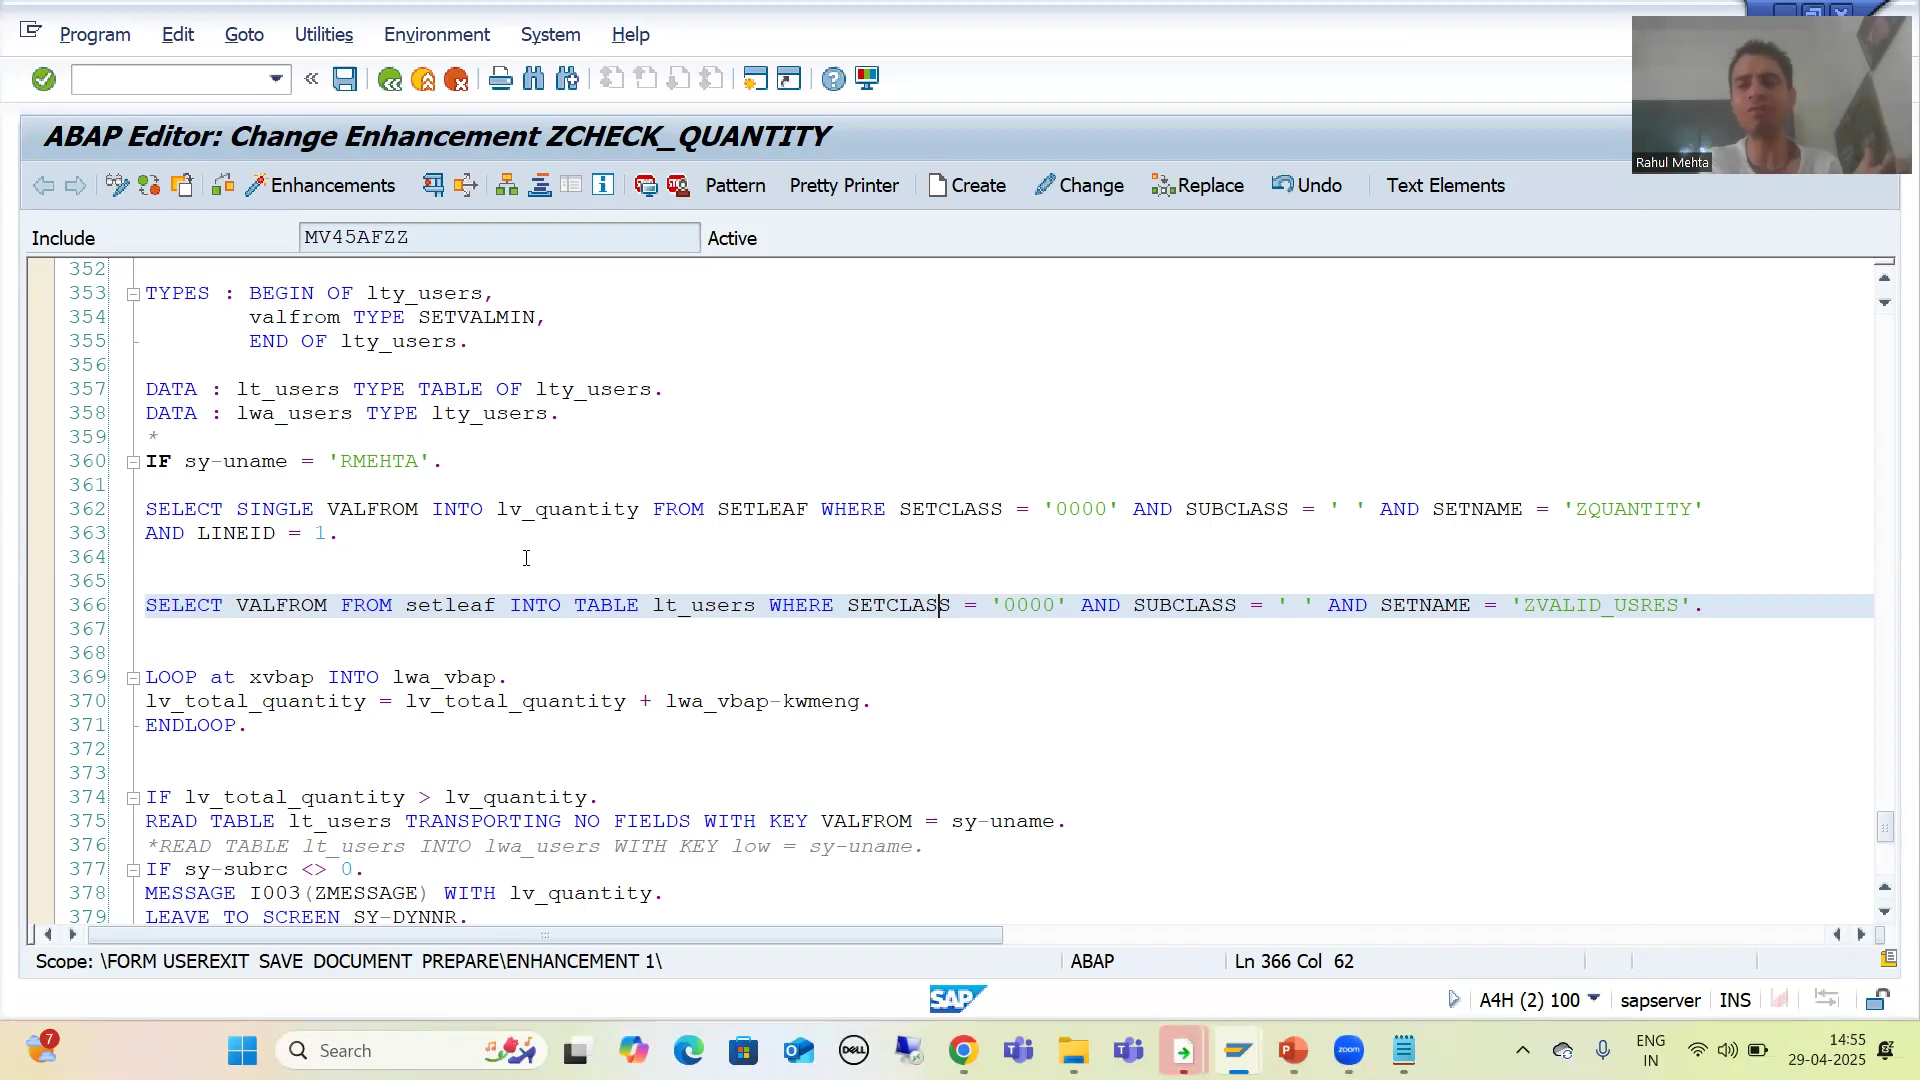 Program Edit Goto Utilities Environment System Help
Rahul Mehta
ABAP Editor: Change Enhancement ZCHECK_QUANTITY
Enhancements Pattern Pretty Printer Create Change Replace Undo Text Elements
Include MV45AFZZ Active
352
353 TYPES : BEGIN OF lty_users,
354 valfrom TYPE SETVALMIN,
355 END OF lty_users.
356
357 DATA : lt_users TYPE TABLE OF lty_users.
358 DATA : lwa_users TYPE lty_users.
359 *
360 IF sy-uname = 'RMEHTA'.
361
362 SELECT SINGLE VALFROM INTO lv_quantity FROM SETLEAF WHERE SETCLASS = '0000' AND SUBCLASS = ' ' AND SETNAME = 'ZQUANTITY'
363 AND LINEID = 1.
364
365
366 SELECT VALFROM FROM setleaf INTO TABLE lt_users WHERE SETCLASS = '0000' AND SUBCLASS = ' ' AND SETNAME = 'ZVALID_USRES'.
367
368
369 LOOP at xvbap INTO lwa_vbap.
370 lv_total_quantity = lv_total_quantity + lwa_vbap-kwmeng.
371 ENDLOOP.
372
373
374 IF lv_total_quantity > lv_quantity.
375 READ TABLE lt_users TRANSPORTING NO FIELDS WITH KEY VALFROM = sy-uname.
376 *READ TABLE lt_users INTO lwa_users WITH KEY low = sy-uname.
377 IF sy-subrc <> 0.
378 MESSAGE I003(ZMESSAGE) WITH lv_quantity.
379 LEAVE TO SCREEN SY-DYNNR.
Scope: \FORM USEREXIT_SAVE_DOCUMENT_PREPARE\ENHANCEMENT 1\ ABAP Ln 366 Col 62
SAP A4H (2) 100 sapserver INS
7 Search DELL zoom ENG IN 14:55 29-04-2025